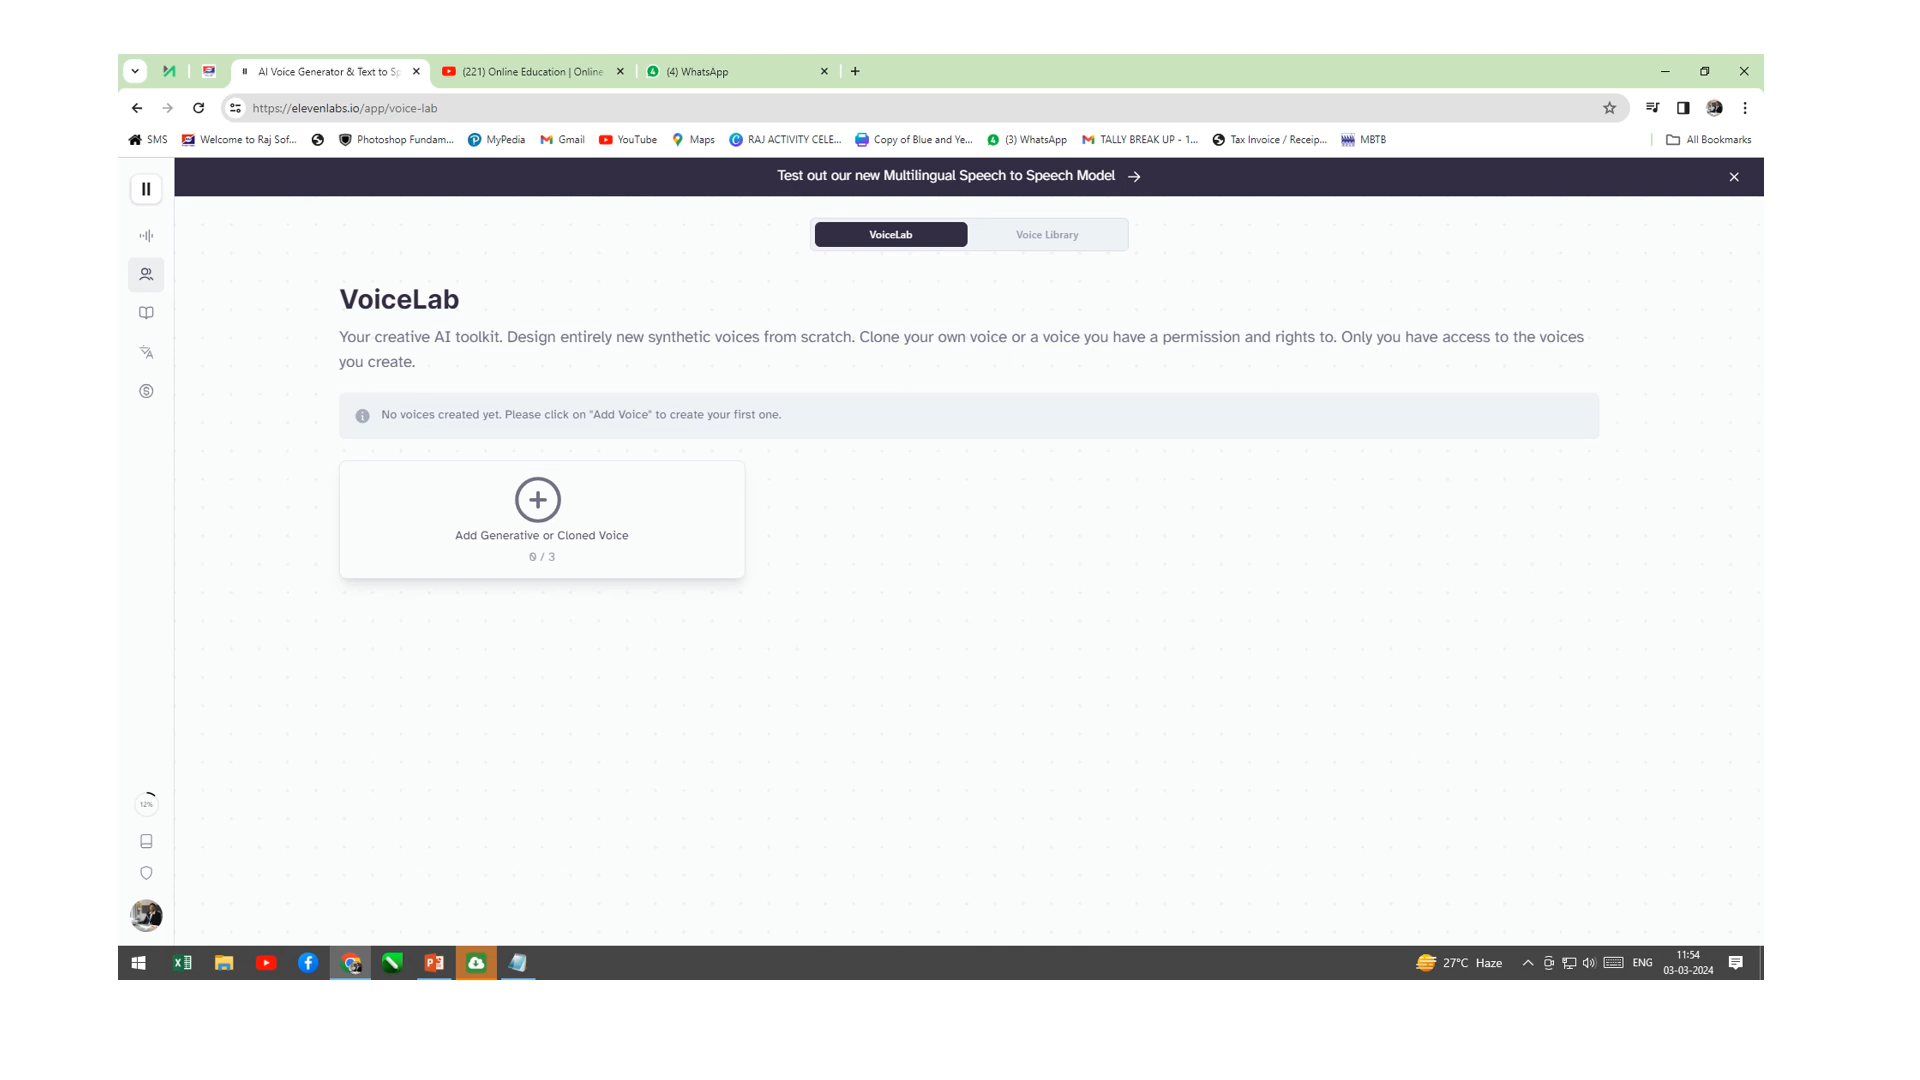 AI Voice Generator & Text to Sp
(221) Online Education | Online
(4) WhatsApp
https://elevenlabs.io/app/voice-lab
SMS
Welcome to Raj Sof...
Photoshop Fundam...
MyPedia
Gmail
YouTube
Maps
RAJ ACTIVITY CELE...
Copy of Blue and Ye...
(3) WhatsApp
TALLY BREAK UP - 1...
Tax Invoice / Receip...
MBTB
All Bookmarks
Test out our new Multilingual Speech to Speech Model →
VoiceLab
Voice Library
VoiceLab
Your creative AI toolkit. Design entirely new synthetic voices from scratch. Clone your own voice or a voice you have a permission and rights to. Only you have access to the voices
you create.
No voices created yet. Please click on "Add Voice" to create your first one.
Add Generative or Cloned Voice
0 / 3
12%
27°C Haze
ENG
11:54
03-03-2024